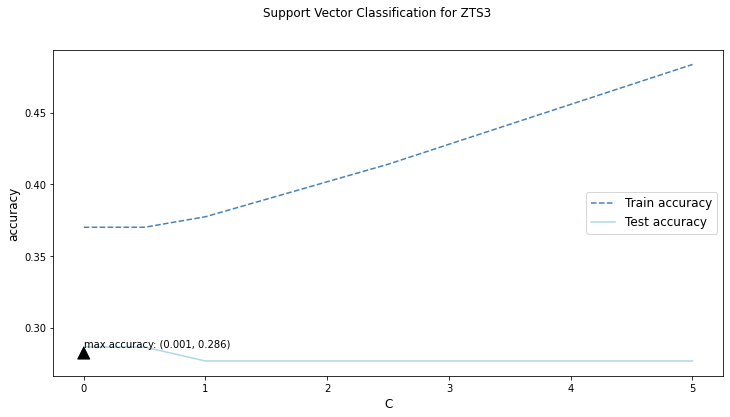 Support Vector Classification for ZTS3
accuracy
0.45
0.40
0.35
0.30
Train accuracy
Test accuracy
max accuracy: (0.001, 0.286)
0 1 2 3 4 5
C